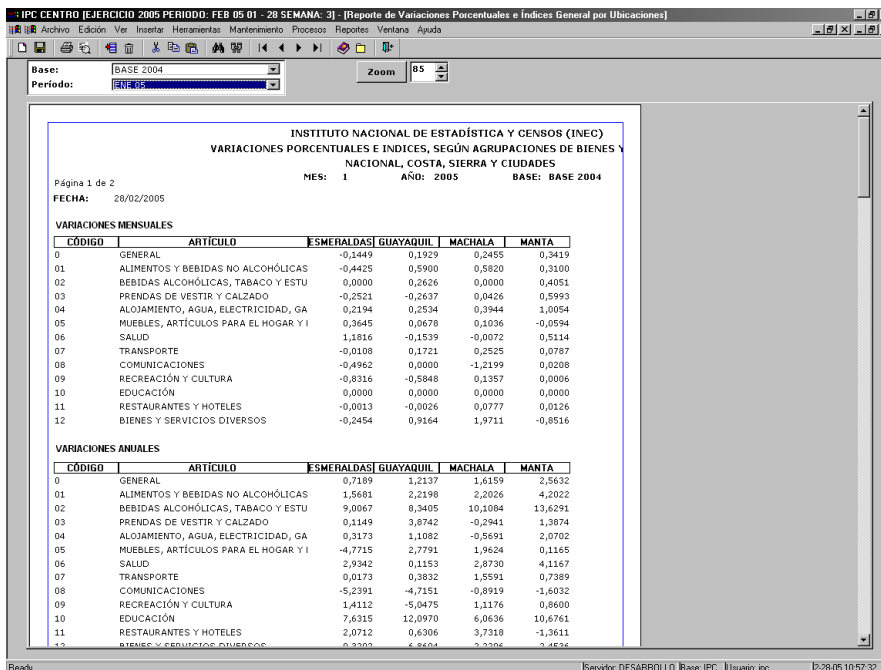 IPC CENTRO [EJERCICIO 2005 PERIODO: FEB 05 01 - 28 SEMANA: 3] - [Reporte de Variaciones Porcentuales e Índices General por Ubicaciones]
Archivo Edición Ver Insertar Herramientas Mantenimiento Procesos Reportes Ventana Ayuda
Base: BASE 2004 Zoom 85
Período: ENE 05
INSTITUTO NACIONAL DE ESTADÍSTICA Y CENSOS (INEC)
VARIACIONES PORCENTUALES E INDICES, SEGÚN AGRUPACIONES DE BIENES Y
NACIONAL, COSTA, SIERRA Y CIUDADES
Página 1 de 2 MES: 1 AÑO: 2005 BASE: BASE 2004
FECHA: 28/02/2005
VARIACIONES MENSUALES
CÓDIGO ARTÍCULO ESMERALDAS GUAYAQUIL MACHALA MANTA
0 GENERAL -0,1449 0,1929 0,2455 0,3419
01 ALIMENTOS Y BEBIDAS NO ALCOHÓLICAS -0,4425 0,5900 0,5820 0,3100
02 BEBIDAS ALCOHÓLICAS, TABACO Y ESTU 0,0000 0,2626 0,0000 0,4051
03 PRENDAS DE VESTIR Y CALZADO -0,2521 -0,2637 0,0426 0,5993
04 ALOJAMIENTO, AGUA, ELECTRICIDAD, GA 0,2194 0,2534 0,3944 1,0054
05 MUEBLES, ARTÍCULOS PARA EL HOGAR Y 0,3645 0,0678 0,1036 -0,0594
06 SALUD 1,1816 -0,1539 -0,0072 0,5114
07 TRANSPORTE -0,0108 0,1721 0,2525 0,0787
08 COMUNICACIONES -0,4962 0,0000 -1,2199 0,0208
09 RECREACIÓN Y CULTURA -0,8316 -0,5848 0,1357 0,0006
10 EDUCACIÓN 0,0000 0,0000 0,0000 0,0000
11 RESTAURANTES Y HOTELES -0,0013 -0,0026 0,0777 0,0126
12 BIENES Y SERVICIOS DIVERSOS -0,2454 0,9164 1,9711 -0,8516
VARIACIONES ANUALES
CÓDIGO ARTÍCULO ESMERALDAS GUAYAQUIL MACHALA MANTA
0 GENERAL 0,7189 1,2137 1,6159 2,5632
01 ALIMENTOS Y BEBIDAS NO ALCOHÓLICAS 1,5681 2,2198 2,2026 4,2022
02 BEBIDAS ALCOHÓLICAS, TABACO Y ESTU 9,0067 8,3405 10,1084 13,6291
03 PRENDAS DE VESTIR Y CALZADO 0,1149 3,8742 -0,2941 1,3874
04 ALOJAMIENTO, AGUA, ELECTRICIDAD, GA 0,3173 1,1082 -0,5691 2,0702
05 MUEBLES, ARTÍCULOS PARA EL HOGAR Y -4,7715 2,7791 1,9624 0,1165
06 SALUD 2,9342 0,1153 2,8730 4,1167
07 TRANSPORTE 0,0173 0,3832 1,5591 0,7389
08 COMUNICACIONES -5,2391 -4,7151 -0,8919 -1,6032
09 RECREACIÓN Y CULTURA 1,4112 -5,0475 1,1176 0,8600
10 EDUCACIÓN 7,6315 12,0970 6,0636 10,6761
11 RESTAURANTES Y HOTELES 2,0712 0,6306 3,7318 -1,3611
12 BIENES Y SERVICIOS DIVERSOS
Ready Servidor: DESARROLLO Base: IPC Usuario: ipc 2-28-05 10:57:32